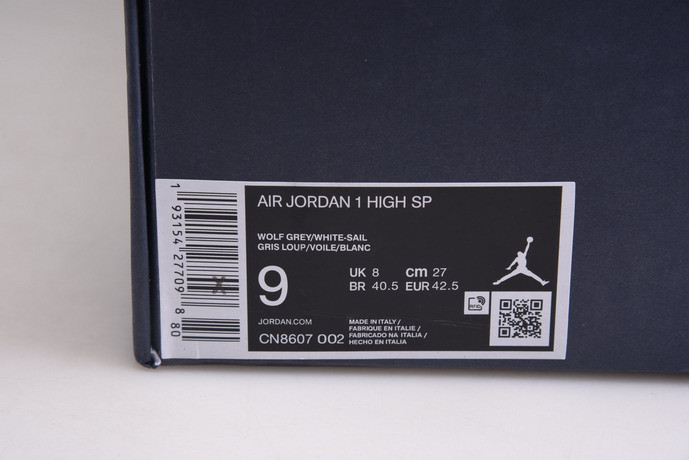 AIR JORDAN 1 HIGH SP
WOLF GREY/WHITE-SAIL
GRIS LOUP/VOILE/BLANC
9
UK 8 cm 27
BR 40.5 EUR 42.5
JORDAN.COM
CN8607 002
MADE IN ITALY /
FABRIQUE EN ITALIE /
FABRICADO NA ITALIA /
HECHO EN ITALIA
RFID
1 93154 27709 8 80
X